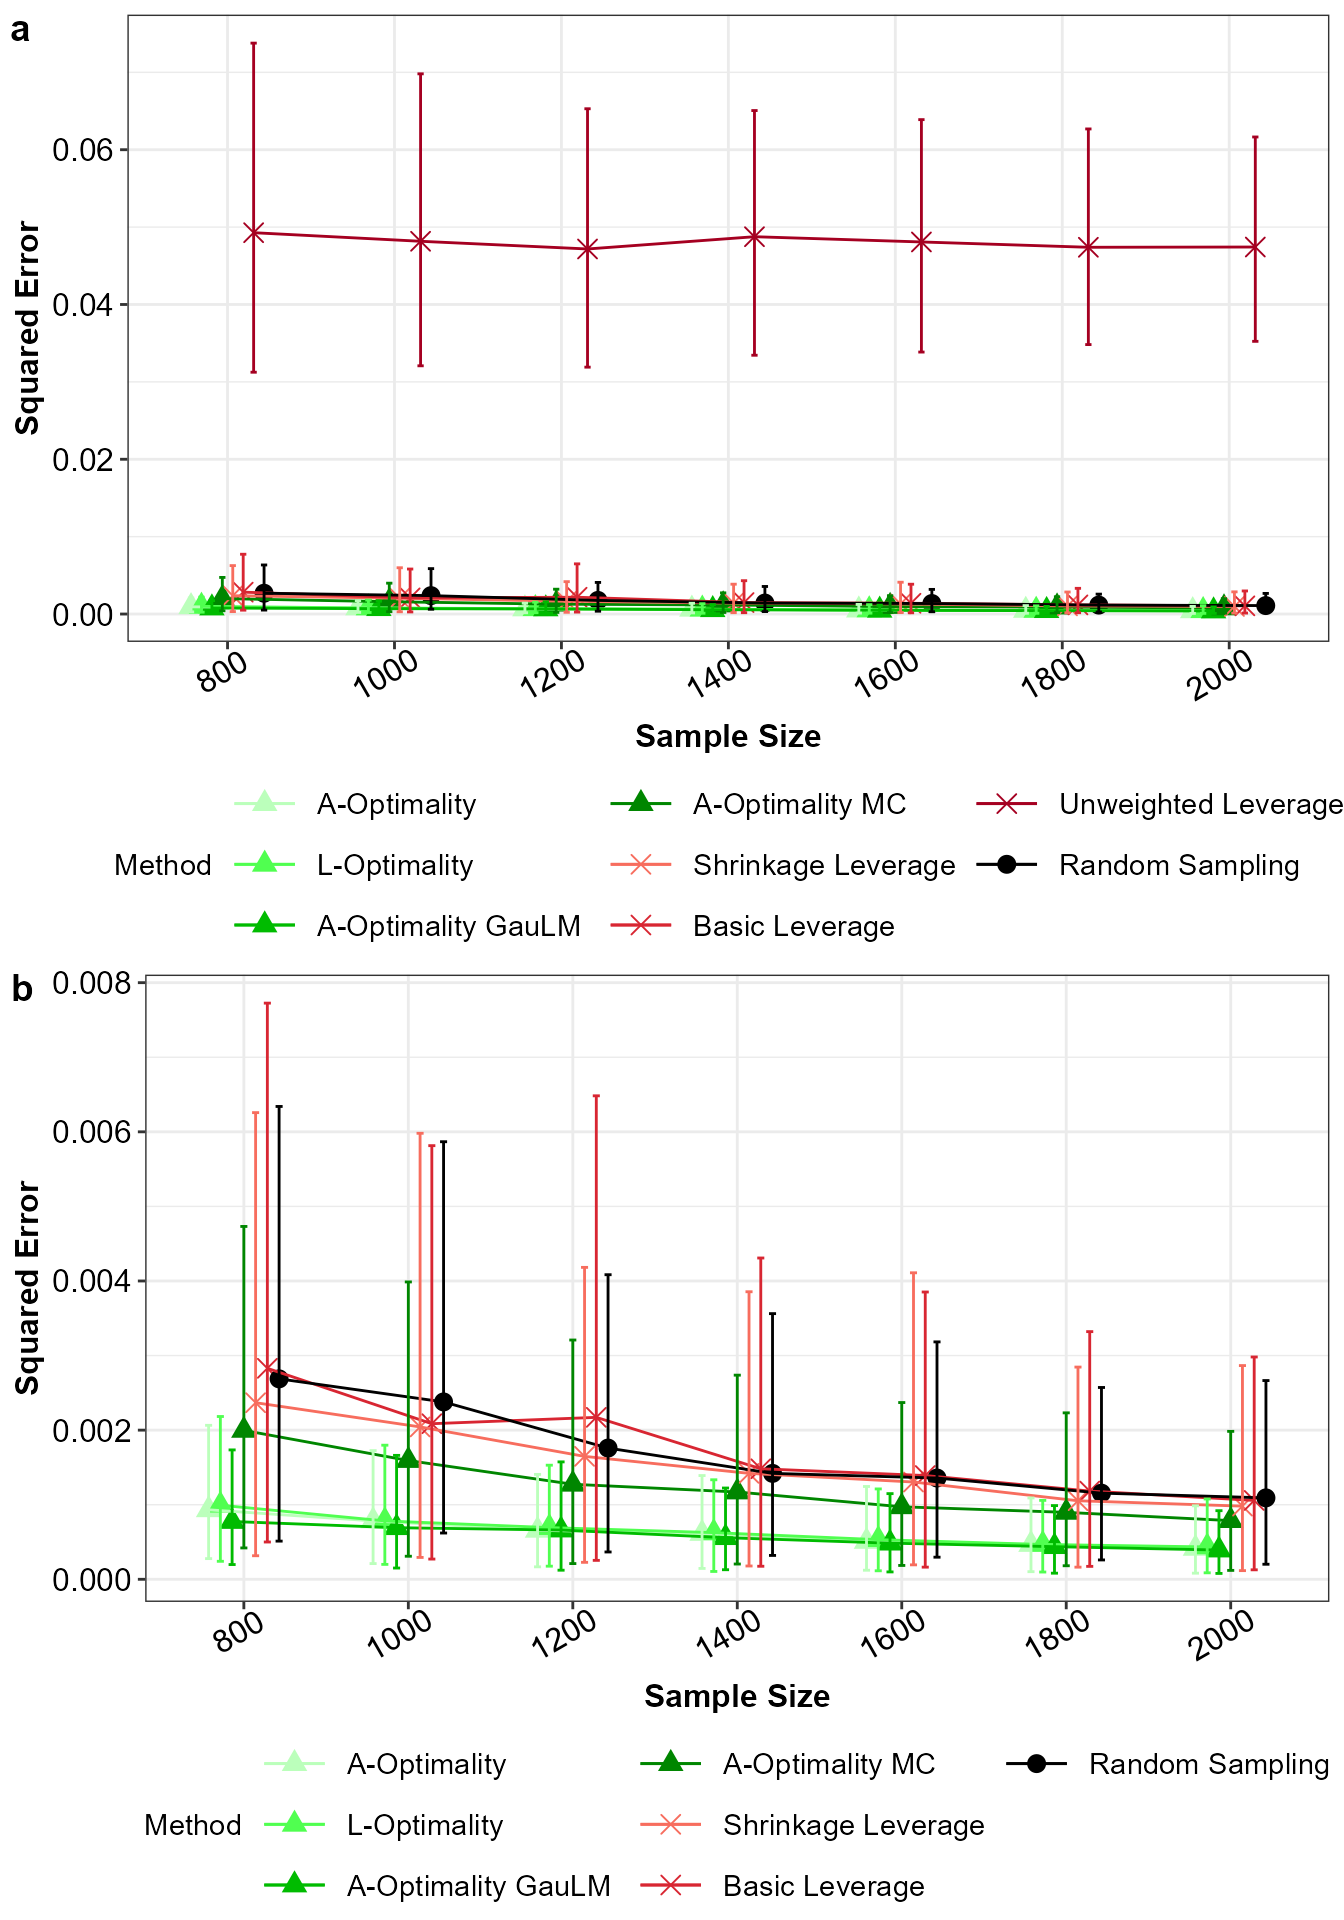 a
Squared Error
0.06
0.04
0.02
0.00
800 1000 1200 1400 1600 1800 2000
Sample Size
A-Optimality A-Optimality MC Unweighted Leverage
Method L-Optimality Shrinkage Leverage Random Sampling
A-Optimality GauLM Basic Leverage
b
Squared Error
0.008
0.006
0.004
0.002
0.000
800 1000 1200 1400 1600 1800 2000
Sample Size
A-Optimality A-Optimality MC Random Sampling
Method L-Optimality Shrinkage Leverage
A-Optimality GauLM Basic Leverage